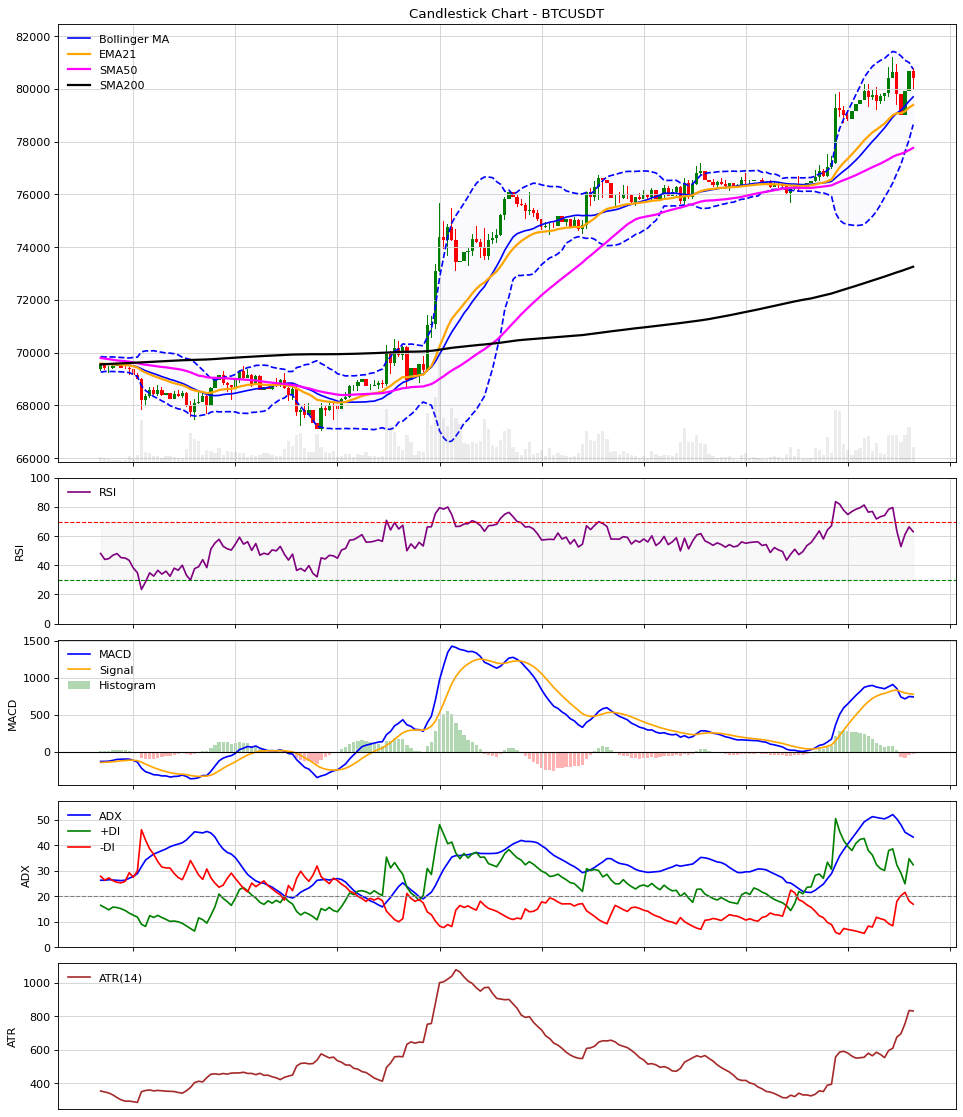 Candlestick Chart - BTCUSDT
82000
80000
78000
76000
74000
72000
70000
68000
66000
Bollinger MA
EMA21
SMA50
SMA200
100
80
60
40
20
0
RSI
RSI
1500
1000
500
0
MACD
MACD
Signal
Histogram
50
40
30
20
10
0
ADX
ADX
+DI
-DI
1000
800
600
400
ATR
ATR(14)